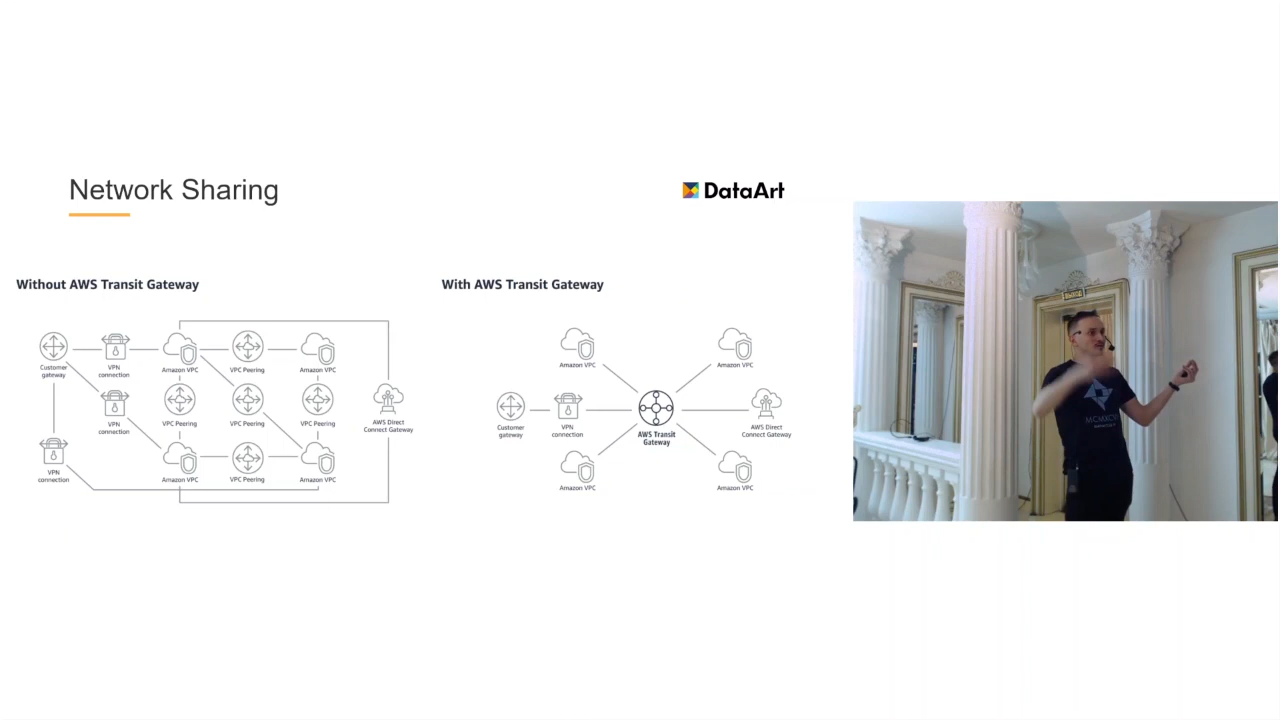 Network Sharing
DataArt
Without AWS Transit Gateway
Customer
gateway
VPN
connection
Amazon VPC
VPC Peering
Amazon VPC
VPN
connection
VPC Peering
VPC Peering
VPC Peering
AWS Direct
Connect Gateway
VPN
connection
Amazon VPC
VPC Peering
Amazon VPC
With AWS Transit Gateway
Amazon VPC
Amazon VPC
Customer
gateway
VPN
connection
AWS Transit
Gateway
AWS Direct
Connect Gateway
Amazon VPC
Amazon VPC